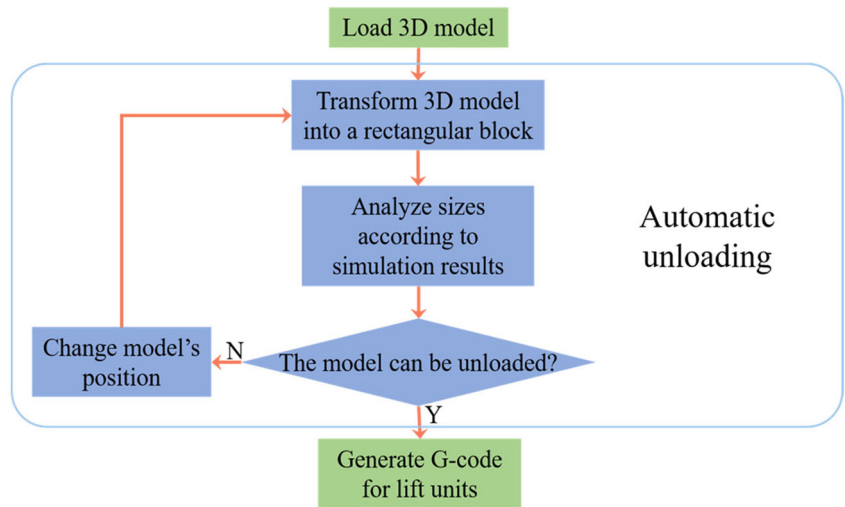 Load 3D model
Transform 3D model
into a rectangular block
Analyze sizes
according to
simulation results
Automatic
unloading
The model can be unloaded?
N
Change model's
position
Y
Generate G-code
for lift units